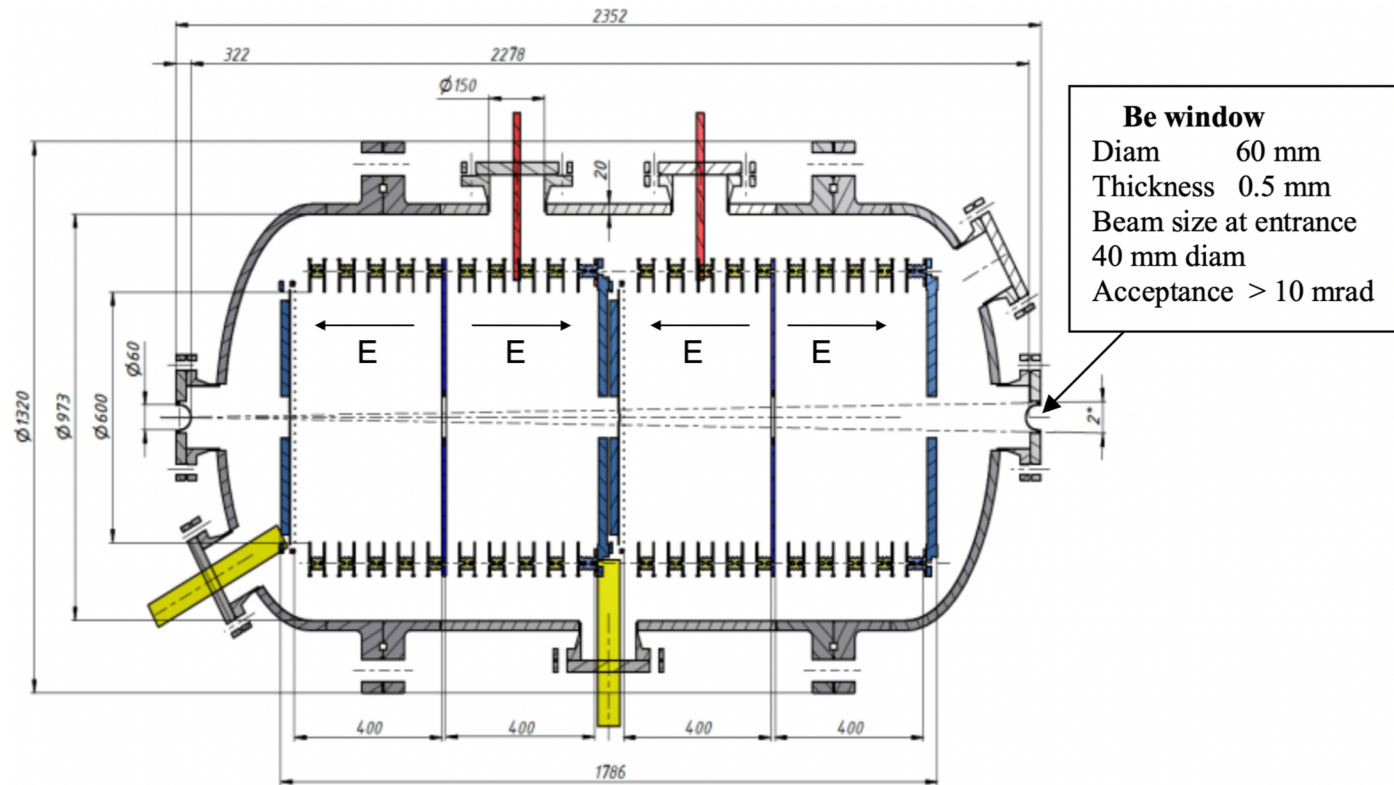 2352
322
2278
Ø150
20
Be window
Diam 60 mm
Thickness 0.5 mm
Beam size at entrance
40 mm diam
Acceptance > 10 mrad
E
E
E
E
Ø1320
Ø973
Ø600
Ø60
2°
400
400
400
400
1786